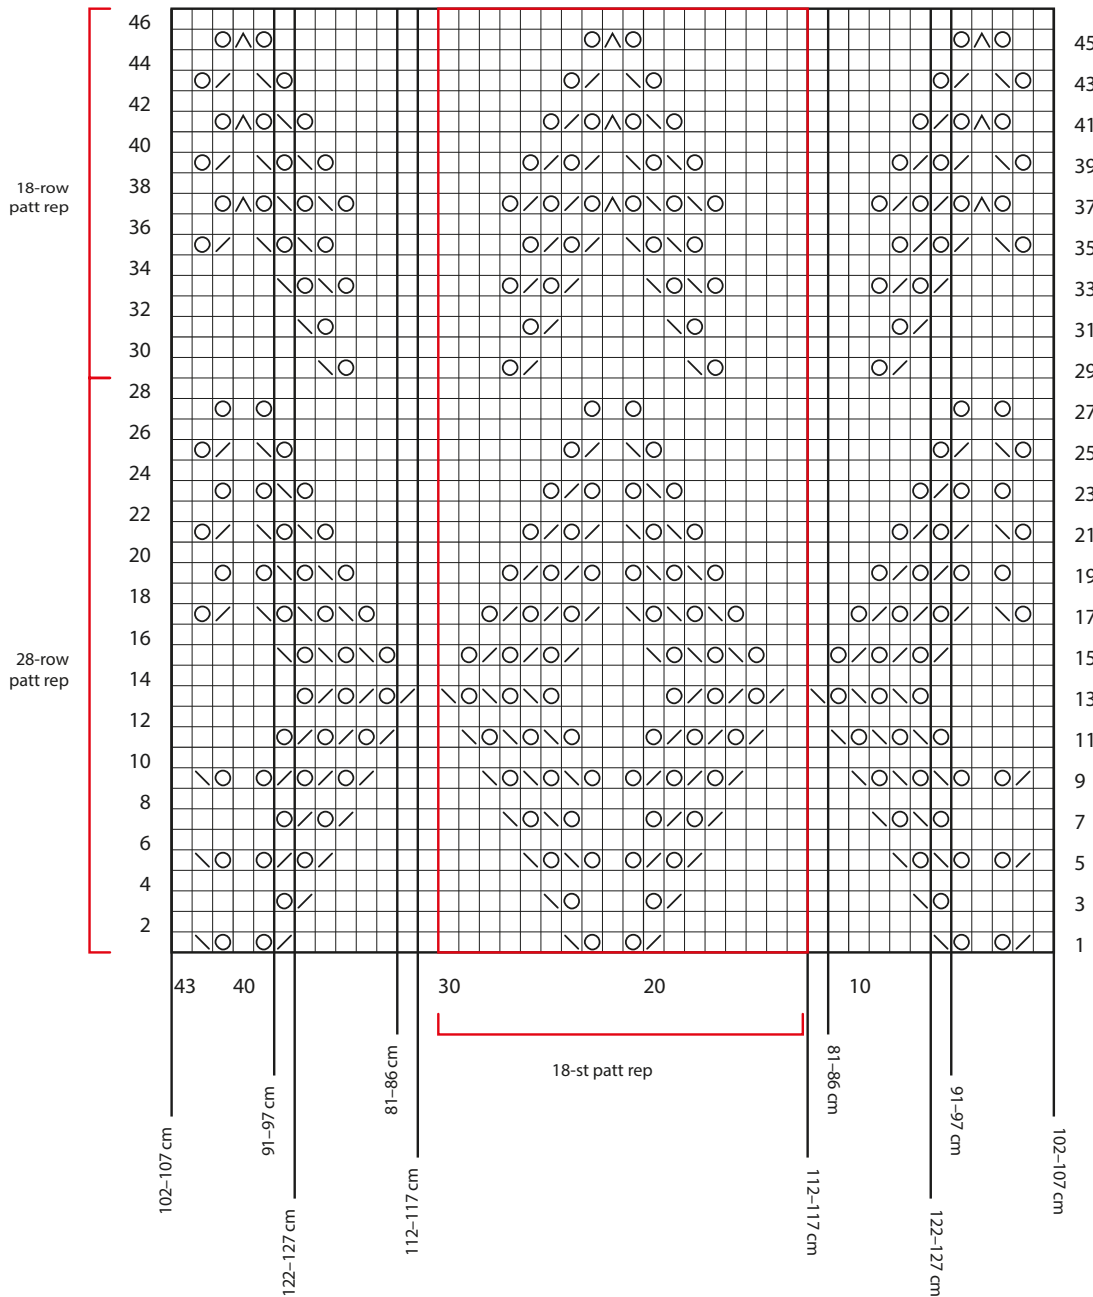 46
45
44
43
42
41
40
39
18-row
patt rep
38
37
36
35
34
33
32
31
30
29
28
27
26
25
24
23
22
21
20
19
18
17
28-row
patt rep
16
15
14
13
12
11
10
9
8
7
6
5
4
3
2
1
43 40 30 20 10
18-st patt rep
102–107 cm
91–97 cm
122–127 cm
81–86 cm
112–117 cm
112–117 cm
81–86 cm
122–127 cm
91–97 cm
102–107 cm